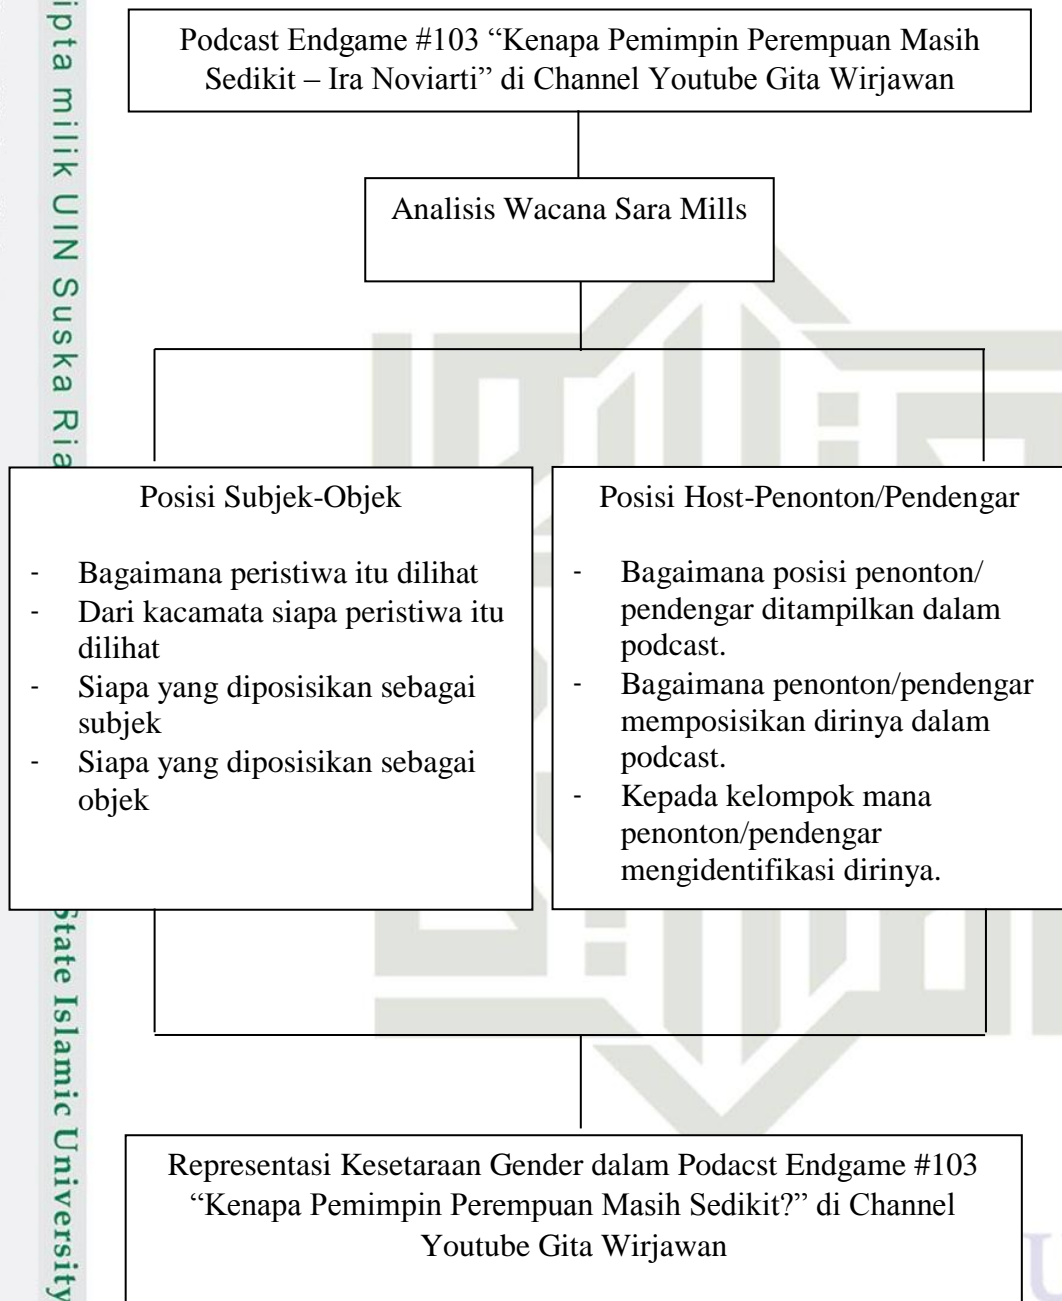 Podcast Endgame #103 “Kenapa Pemimpin Perempuan Masih
Sedikit – Ira Noviarti” di Channel Youtube Gita Wirjawan
Analisis Wacana Sara Mills
Posisi Subjek-Objek
- Bagaimana peristiwa itu dilihat
- Dari kacamata siapa peristiwa itu
dilihat
- Siapa yang diposisikan sebagai
subjek
- Siapa yang diposisikan sebagai
objek
Posisi Host-Penonton/Pendengar
- Bagaimana posisi penonton/
pendengar ditampilkan dalam
podcast.
- Bagaimana penonton/pendengar
memposisikan dirinya dalam
podcast.
- Kepada kelompok mana
penonton/pendengar
mengidentifikasi dirinya.
Representasi Kesetaraan Gender dalam Podacst Endgame #103
“Kenapa Pemimpin Perempuan Masih Sedikit?” di Channel
Youtube Gita Wirjawan
milik UIN Suska
State Islamic University
U